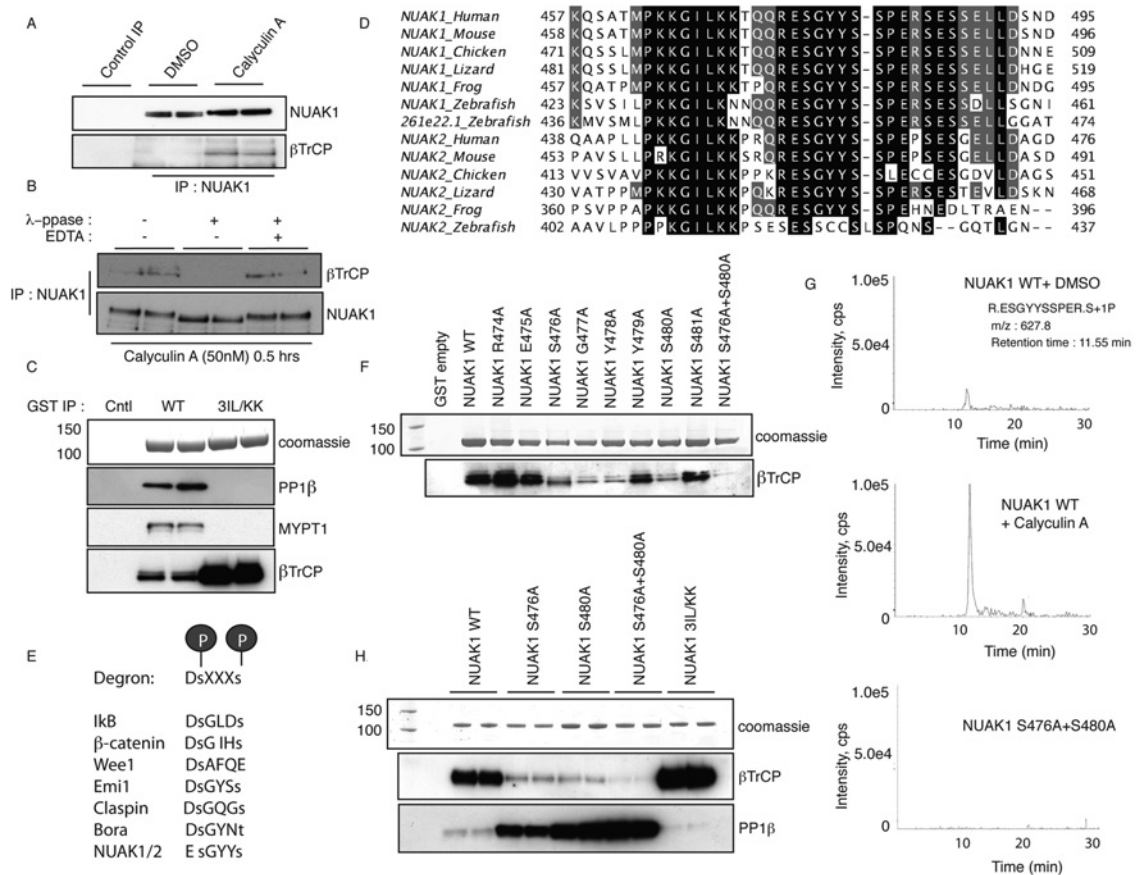 A
Control IP
DMSO
Calyculin A
NUAK1
βTrCP
IP : NUAK1
B
λ-ppase : - + +
EDTA : - +
IP : NUAK1
βTrCP
NUAK1
Calyculin A (50nM) 0.5 hrs
C
GST IP : Cntl WT 3IL/KK
150
100
coomassie
PP1β
MYPT1
βTrCP
D
NUAK1_Human 457 KQSATMPKKGILKKTQQRESGYYS-SPERSESSELLDSND 495
NUAK1_Mouse 458 KQSATMPKKGILKKTQQRESGYYS-SPERSESSELLDSND 496
NUAK1_Chicken 471 KQSSLMPKKGILKKTQQRESGYYS-SPERSESSELLDNNE 509
NUAK1_Lizard 481 KQSSLMPKKGILKKTQQRESGYYS-SPERSESSELLDHGE 519
NUAK1_Frog 457 KQATPMPKKGILKKTPQRESGYYS-SPERSESSELLDNGD 495
NUAK1_Zebrafish 423 KSVSILPKKGILKNNQQRESGYYS-SPERSESSDLLSGNI 461
261e22.1_Zebrafish 436 KMVSMLPKKGILKNNQQRESGYYS-SPERSESSELLGGAT 474
NUAK2_Human 438 QAAPLLPKKGILKKPRQRESGYYS-SPEPSESGELLDAGD 476
NUAK2_Mouse 453 PAVSLLPRKGILKKSRQRESGYYS-SPEPSESGELLDASD 491
NUAK2_Chicken 413 VVSVAPPKKGILKKPPKRESGYYS-SLECCESGDVLDAGS 451
NUAK2_Lizard 430 VATPPMPKKGILKKPQKRESGYYS-SPERSESTEVLDSKN 468
NUAK2_Frog 360 PSVPPAPKKGILKKPQQRESGYYS-SPEHNEDLTRAEN-- 396
NUAK2_Zebrafish 402 AAVLPPPKKGILKKPSESESSCCSLSPQNS--GQTLGN-- 437
E
P P
Degron: DsXXXs
IkB DsGLDs
β-catenin DsG IHs
Wee1 DsAFQE
Emi1 DsGYSs
Claspin DsGQGs
Bora DsGYNt
NUAK1/2 E sGYYs
F
GST empty
NUAK1 WT
NUAK1 R474A
NUAK1 E475A
NUAK1 S476A
NUAK1 G477A
NUAK1 Y478A
NUAK1 Y479A
NUAK1 S480A
NUAK1 S481A
NUAK1 S476A+S480A
150
100
coomassie
βTrCP
G
NUAK1 WT+ DMSO
R.ESGYYSSPER.S+1P
m/z : 627.8
Retention time : 11.55 min
Intensity, cps
1.0e5
5.0e4
0
10 20 30
Time (min)
NUAK1 WT
+ Calyculin A
Intensity, cps
1.0e5
5.0e4
0
10 20 30
Time (min)
NUAK1 S476A+S480A
Intensity, cps
1.0e5
5.0e4
0
10 20 30
Time (min)
H
NUAK1 WT
NUAK1 S476A
NUAK1 S480A
NUAK1 S476A+S480A
NUAK1 3IL/KK
150
100
coomassie
βTrCP
PP1β